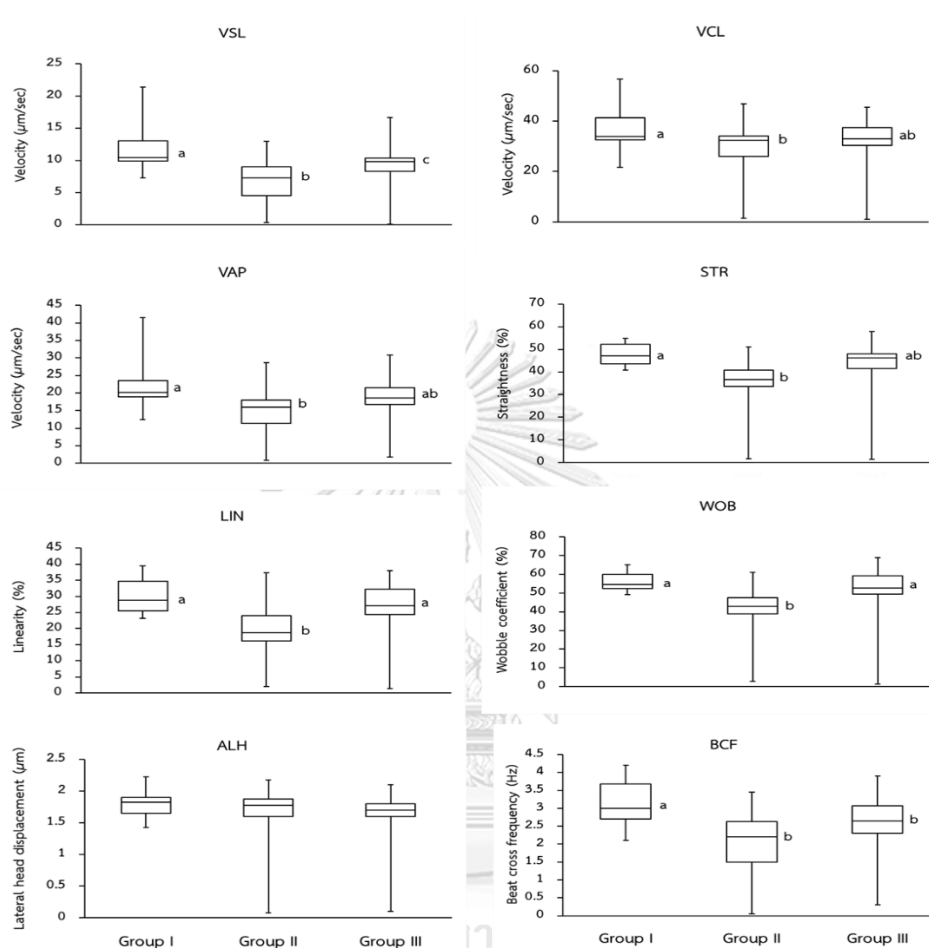 VSL
Velocity (µm/sec)
25
20
15
10
5
0
a
b
c
VCL
Velocity (µm/sec)
60
40
20
0
a
b
ab
VAP
Velocity (µm/sec)
45
40
35
30
25
20
15
10
5
0
a
b
ab
STR
Straightness (%)
70
60
50
40
30
20
10
0
a
b
ab
LIN
Linearity (%)
45
40
35
30
25
20
15
10
5
0
a
b
a
WOB
Wobble coefficient (%)
80
70
60
50
40
30
20
10
0
a
b
a
ALH
Lateral head displacement (µm)
2.5
2
1.5
1
0.5
0
Group I Group II Group III
BCF
Beat cross frequency (Hz)
4.5
4
3.5
3
2.5
2
1.5
1
0.5
0
a
b
b
Group I Group II Group III